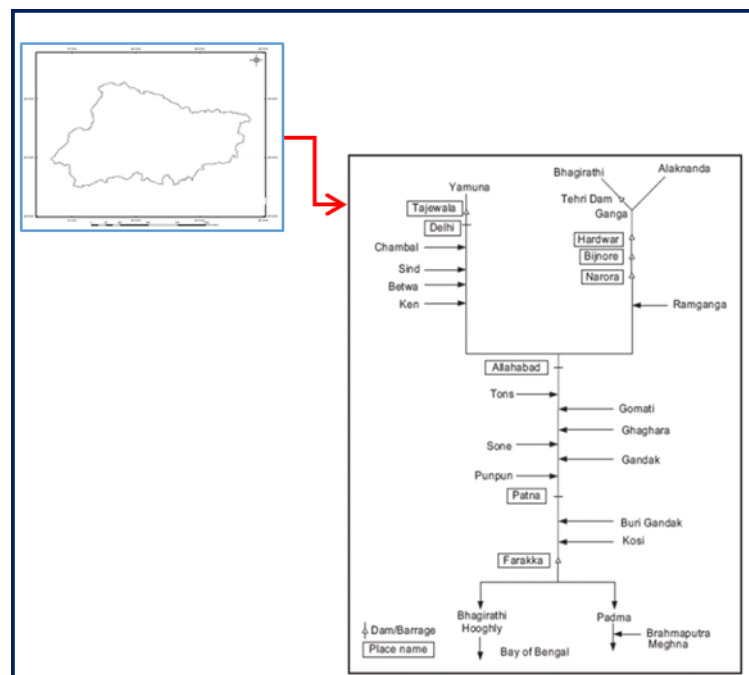 Yamuna
Bhagirathi
Alaknanda
Tehri Dam
Ganga
Tajewala
Delhi
Hardwar
Chambal
Bijnore
Sind
Narora
Betwa
Ken
Ramganga
Allahabad
Tons
Gomati
Ghaghara
Sone
Gandak
Punpun
Patna
Buri Gandak
Kosi
Farakka
Bhagirathi
Hooghly
Padma
Dam/Barrage
Place name
Brahmaputra
Meghna
Bay of Bengal